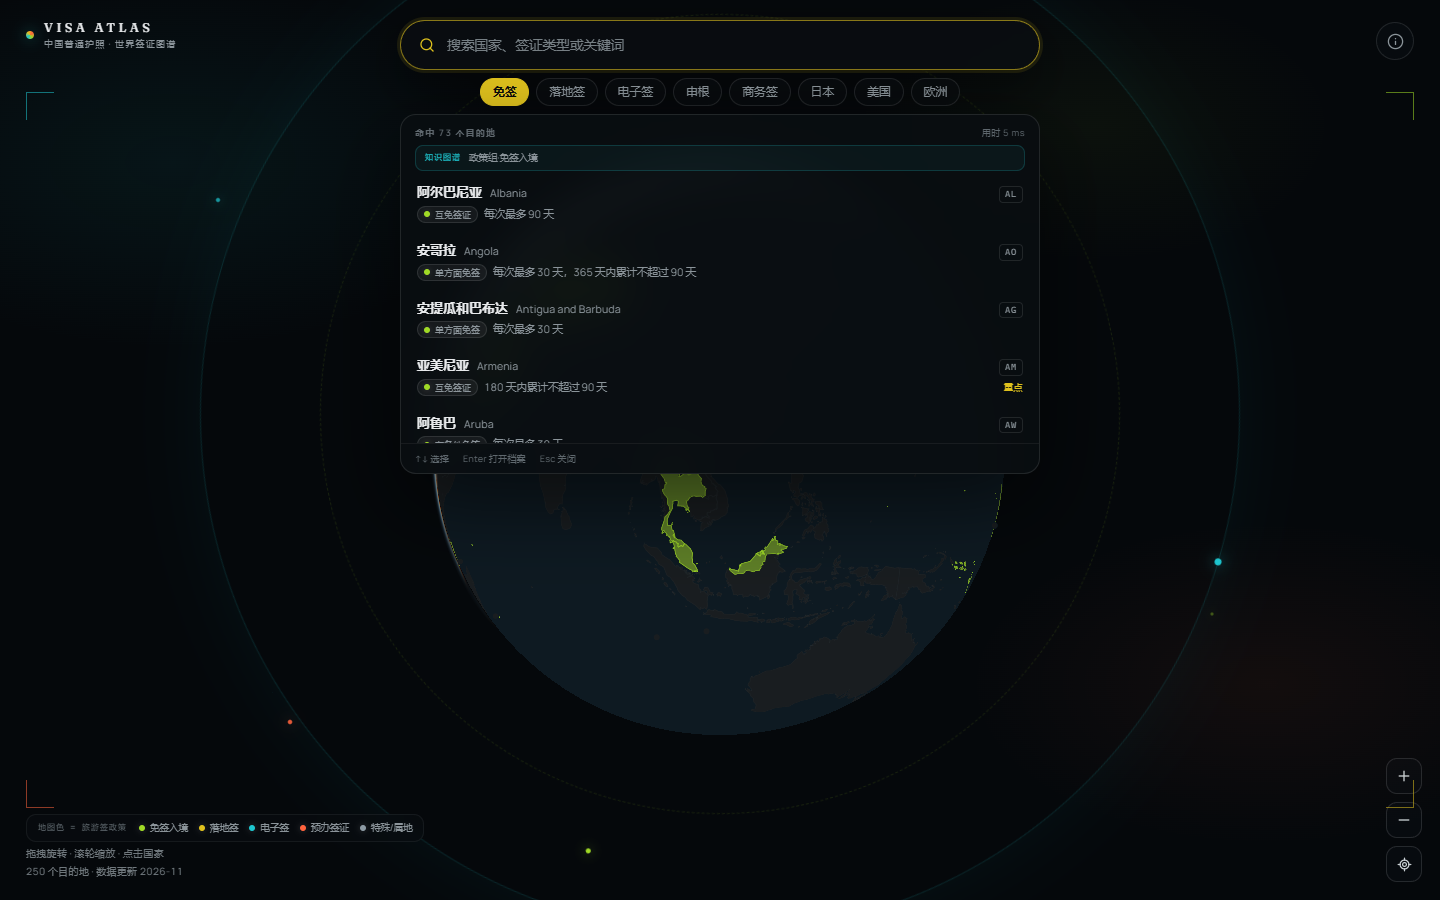 VISA ATLAS
中国普通护照 · 世界签证图谱
搜索国家、签证类型或关键词
免签 落地签 电子签 申根 商务签 日本 美国 欧洲
命中 73 个目的地 用时 5 ms
知识图谱 政策组:免签入境
阿尔巴尼亚 Albania AL
互免签证 每次最多 90 天
安哥拉 Angola AO
单方面免签 每次最多 30 天，365 天内累计不超过 90 天
安提瓜和巴布达 Antigua and Barbuda AG
单方面免签 每次最多 30 天
亚美尼亚 Armenia AM
互免签证 180 天内累计不超过 90 天 重点
阿鲁巴 Aruba AW
↑↓ 选择 Enter 打开档案 Esc 关闭
地图色 = 旅游签政策 免签入境 落地签 电子签 预办签证 特殊/属地
拖拽旋转 · 滚轮缩放 · 点击国家
250 个目的地 · 数据更新 2026-11